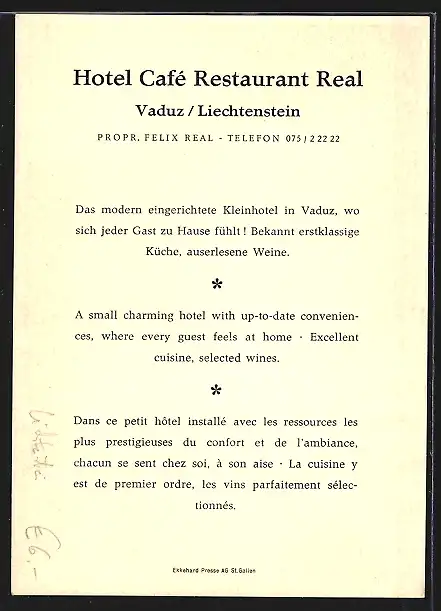 Hotel Café Restaurant Real
Vaduz / Liechtenstein
PROPR. FELIX REAL - TELEFON 075 / 2 22 22
Das modern eingerichtete Kleinhotel in Vaduz, wo
sich jeder Gast zu Hause fühlt ! Bekannt erstklassige
Küche, auserlesene Weine.
*
A small charming hotel with up-to-date convenien-
ces, where every guest feels at home · Excellent
cuisine, selected wines.
*
Dans ce petit hôtel installé avec les ressources les
plus prestigieuses du confort et de l'ambiance,
chacun se sent chez soi, à son aise · La cuisine y
est de premier ordre, les vins parfaitement sélec-
tionnés.
€6.-
Ekkehard Presse AG St.Gallen